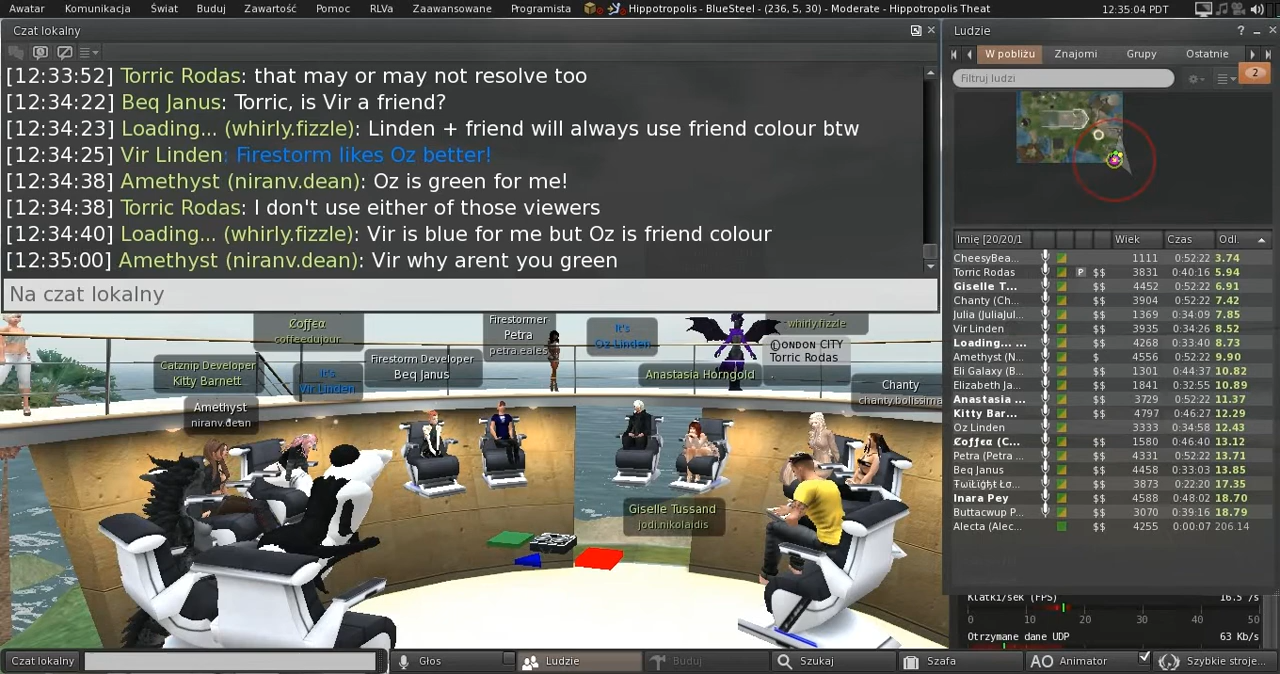 Awatar Komunikacja Świat Buduj Zawartość Pomoc RLVa Zaawansowane Programista Hippotropolis - BlueSteel - (236, 5, 30) - Moderate - Hippotropolis Theat 12:35:04 PDT
Czat lokalny
[12:33:52] Torric Rodas: that may or may not resolve too
[12:34:22] Beq Janus: Torric, is Vir a friend?
[12:34:23] Loading... (whirly.fizzle): Linden + friend will always use friend colour btw
[12:34:25] Vir Linden: Firestorm likes Oz better!
[12:34:38] Amethyst (niranv.dean): Oz is green for me!
[12:34:38] Torric Rodas: I don't use either of those viewers
[12:34:40] Loading... (whirly.fizzle): Vir is blue for me but Oz is friend colour
[12:35:00] Amethyst (niranv.dean): Vir why arent you green
Na czat lokalny
Ludzie
W pobliżu Znajomi Grupy Ostatnie
Filtruj ludzi
2
Imię [20/20/1 Wiek Czas Odl.
CheesyBea... 1111 0:52:22 3.74
Torric Rodas P $$ 3831 0:40:16 5.94
Giselle T... $$ 4452 0:52:22 6.91
Chanty (Ch... $$ 3904 0:52:22 7.42
Julia (JuliaJul... $$ 1369 0:34:09 7.85
Vir Linden $$ 3935 0:34:26 8.52
Loading... ... $$ 4268 0:33:40 8.73
Amethyst (N... $ 4556 0:52:22 9.90
Eli Galaxy (B... $$ 1301 0:44:37 10.82
Elizabeth Ja... $$ 1841 0:32:55 10.89
Anastasia ... $$ 3729 0:52:22 11.37
Kitty Bar... $$ 4797 0:46:27 12.29
Oz Linden 3333 0:34:58 12.43
₢оffєα (C... $$ 1580 0:46:40 13.12
Petra (Petra ... $$ 4331 0:52:22 13.71
Beq Janus $$ 4458 0:33:03 13.85
$$ 3873 0:22:20 17.35
Inara Pey $$ 4588 0:48:02 18.70
Buttacwup P... $$ 3070 0:39:16 18.79
Alecta (Alec... $$ 4255 0:00:07 206.14
Klatki/sek (FPS) 16.5 /s
0 10 20 30 40 50
Otrzymane dane UDP 63 Kb/s
coffeedujour
Firestormer
Petra
petra.eales
It's
Oz Linden
whirly.fizzle
LONDON CITY
Torric Rodas
Catznip Developer
Kitty Barnett
It's
Vir Linden
Firestorm Developer
Beq Janus
Anastasia Horngold
Chanty
chanty.bolissima
Amethyst
niranv.dean
Giselle Tussand
jodi.nikolaidis
Czat lokalny Głos Ludzie Buduj Szukaj Szafa AO Animator Szybkie stroje...